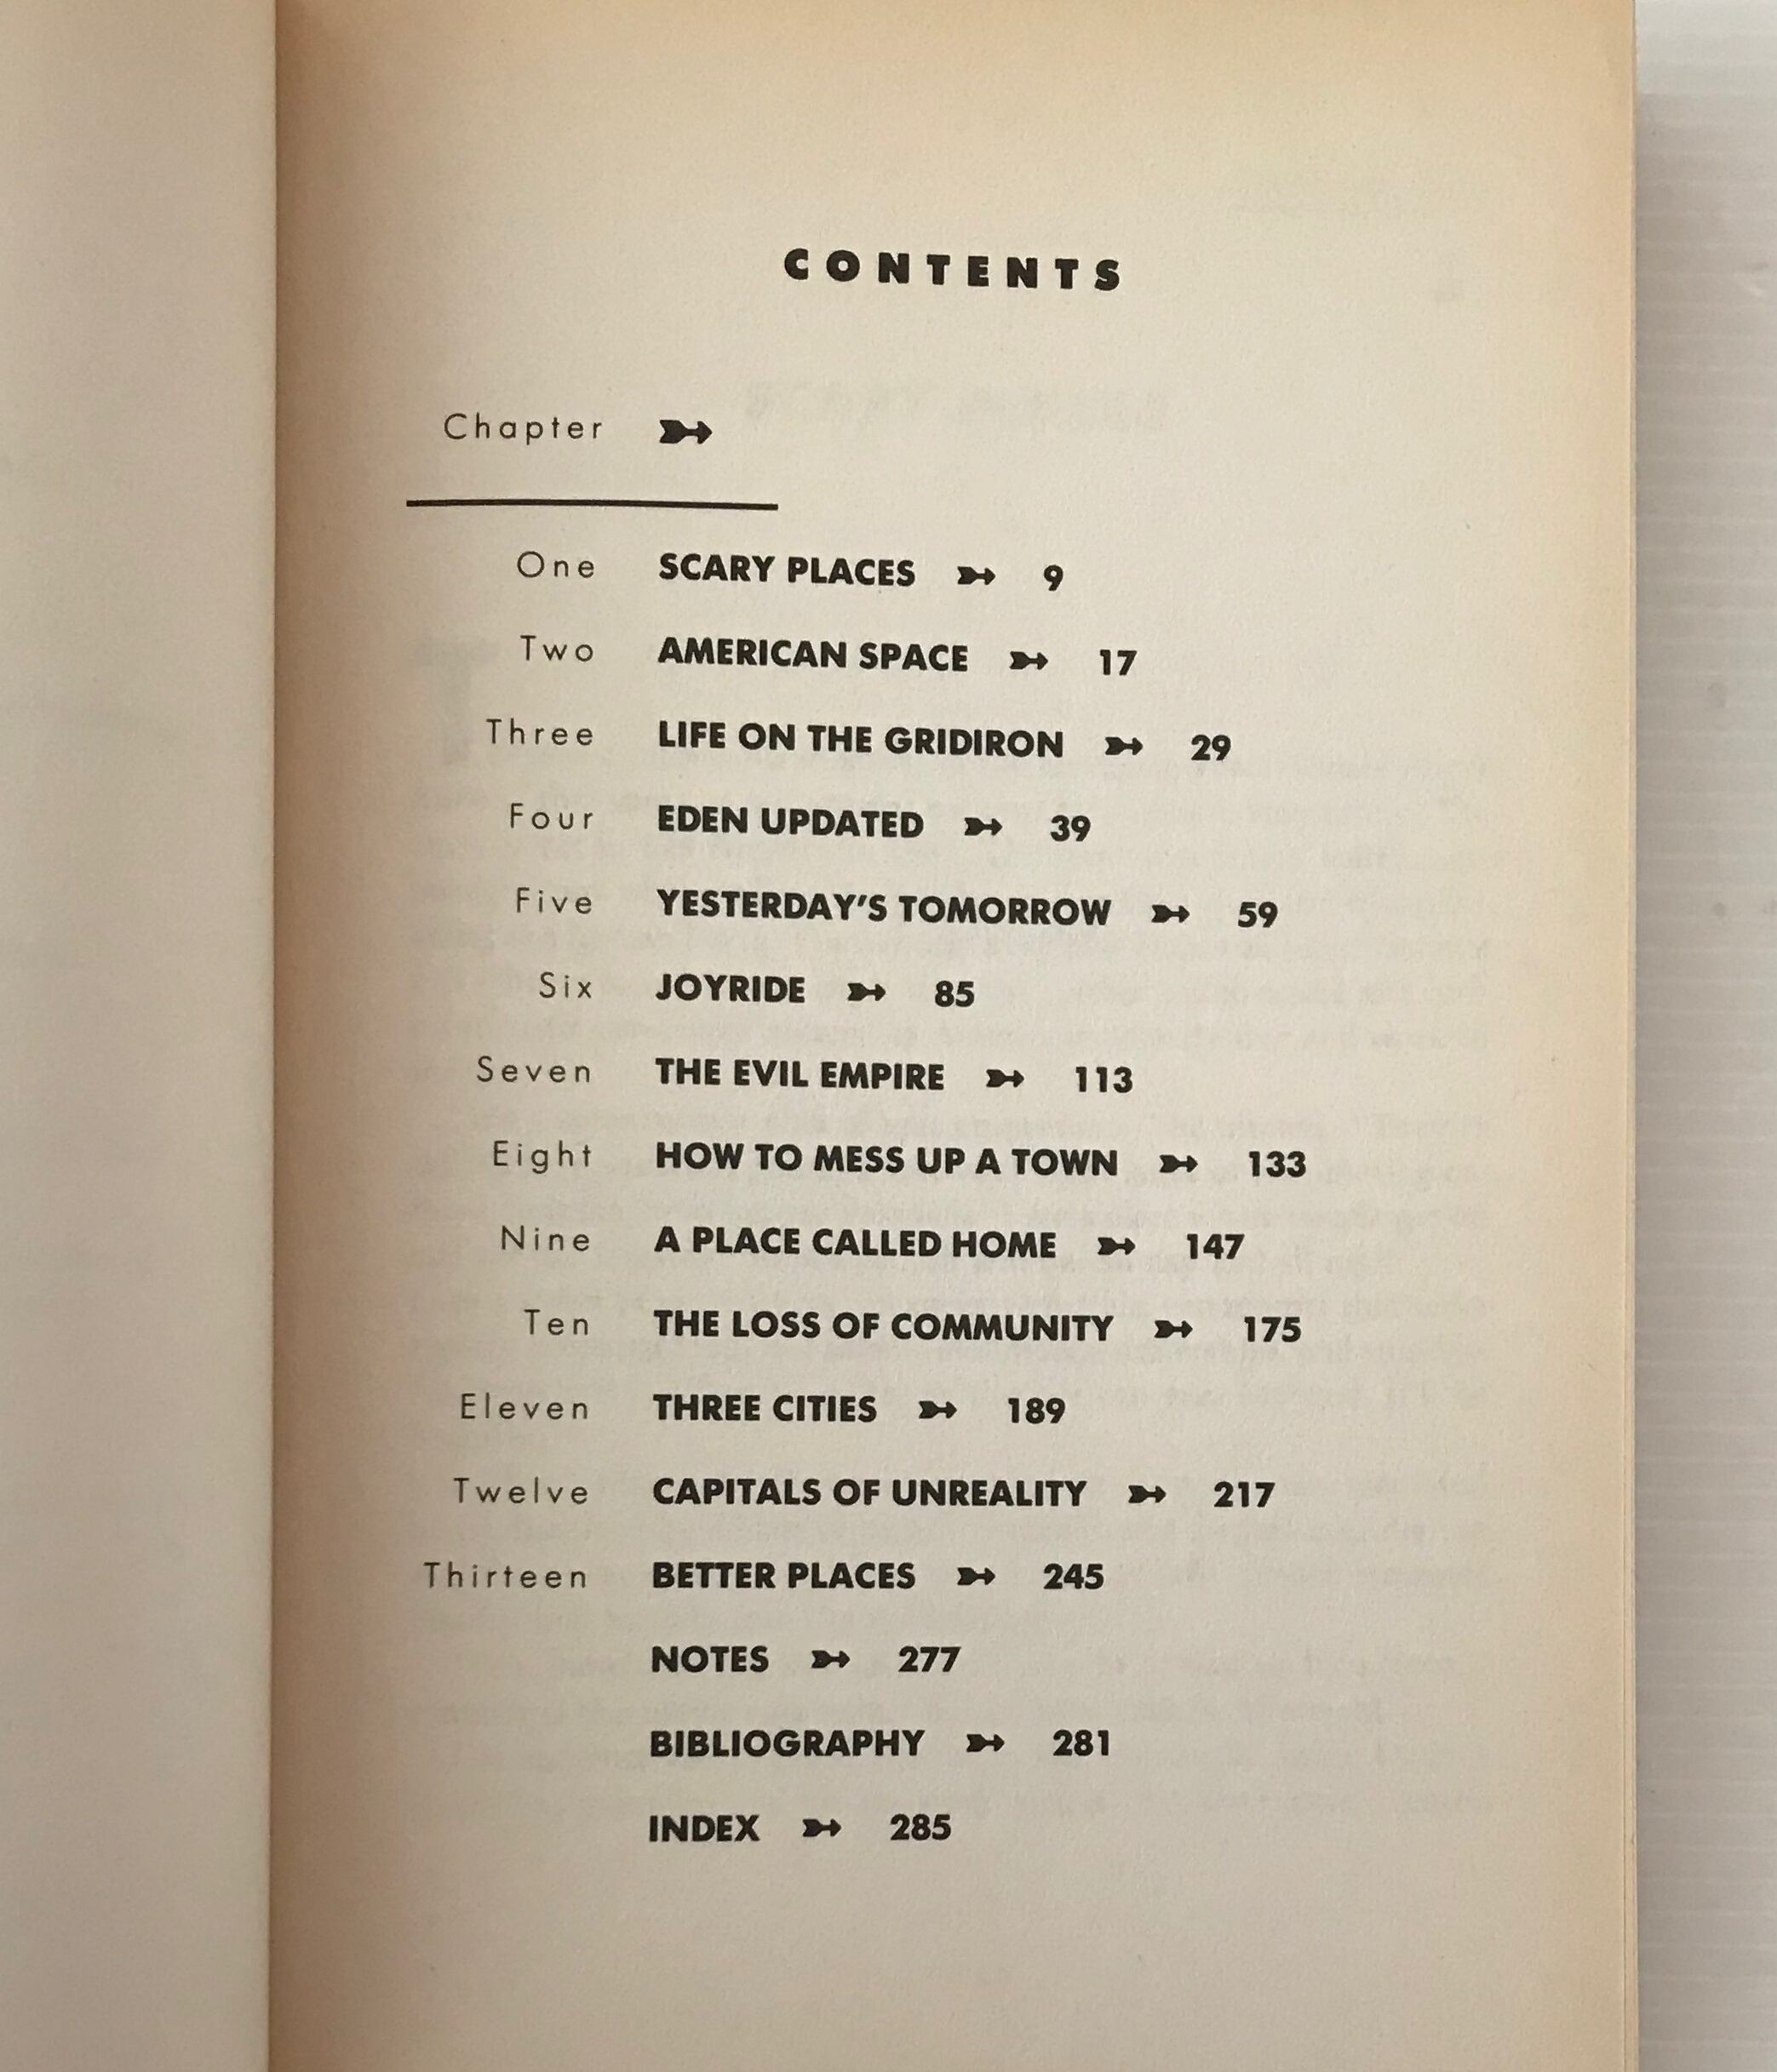 CONTENTS
Chapter ➳
One SCARY PLACES ➳ 9
Two AMERICAN SPACE ➳ 17
Three LIFE ON THE GRIDIRON ➳ 29
Four EDEN UPDATED ➳ 39
Five YESTERDAY'S TOMORROW ➳ 59
Six JOYRIDE ➳ 85
Seven THE EVIL EMPIRE ➳ 113
Eight HOW TO MESS UP A TOWN ➳ 133
Nine A PLACE CALLED HOME ➳ 147
Ten THE LOSS OF COMMUNITY ➳ 175
Eleven THREE CITIES ➳ 189
Twelve CAPITALS OF UNREALITY ➳ 217
Thirteen BETTER PLACES ➳ 245
NOTES ➳ 277
BIBLIOGRAPHY ➳ 281
INDEX ➳ 285